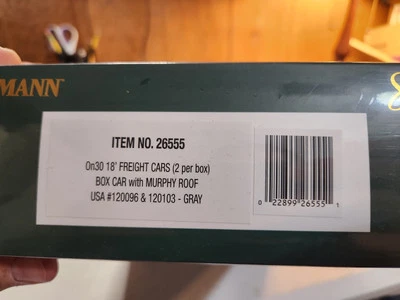 MANN
ITEM NO. 26555
On30 18' FREIGHT CARS (2 per box)
BOX CAR with MURPHY ROOF
USA #120096 & 120103 - GRAY
0 22899 26555 1